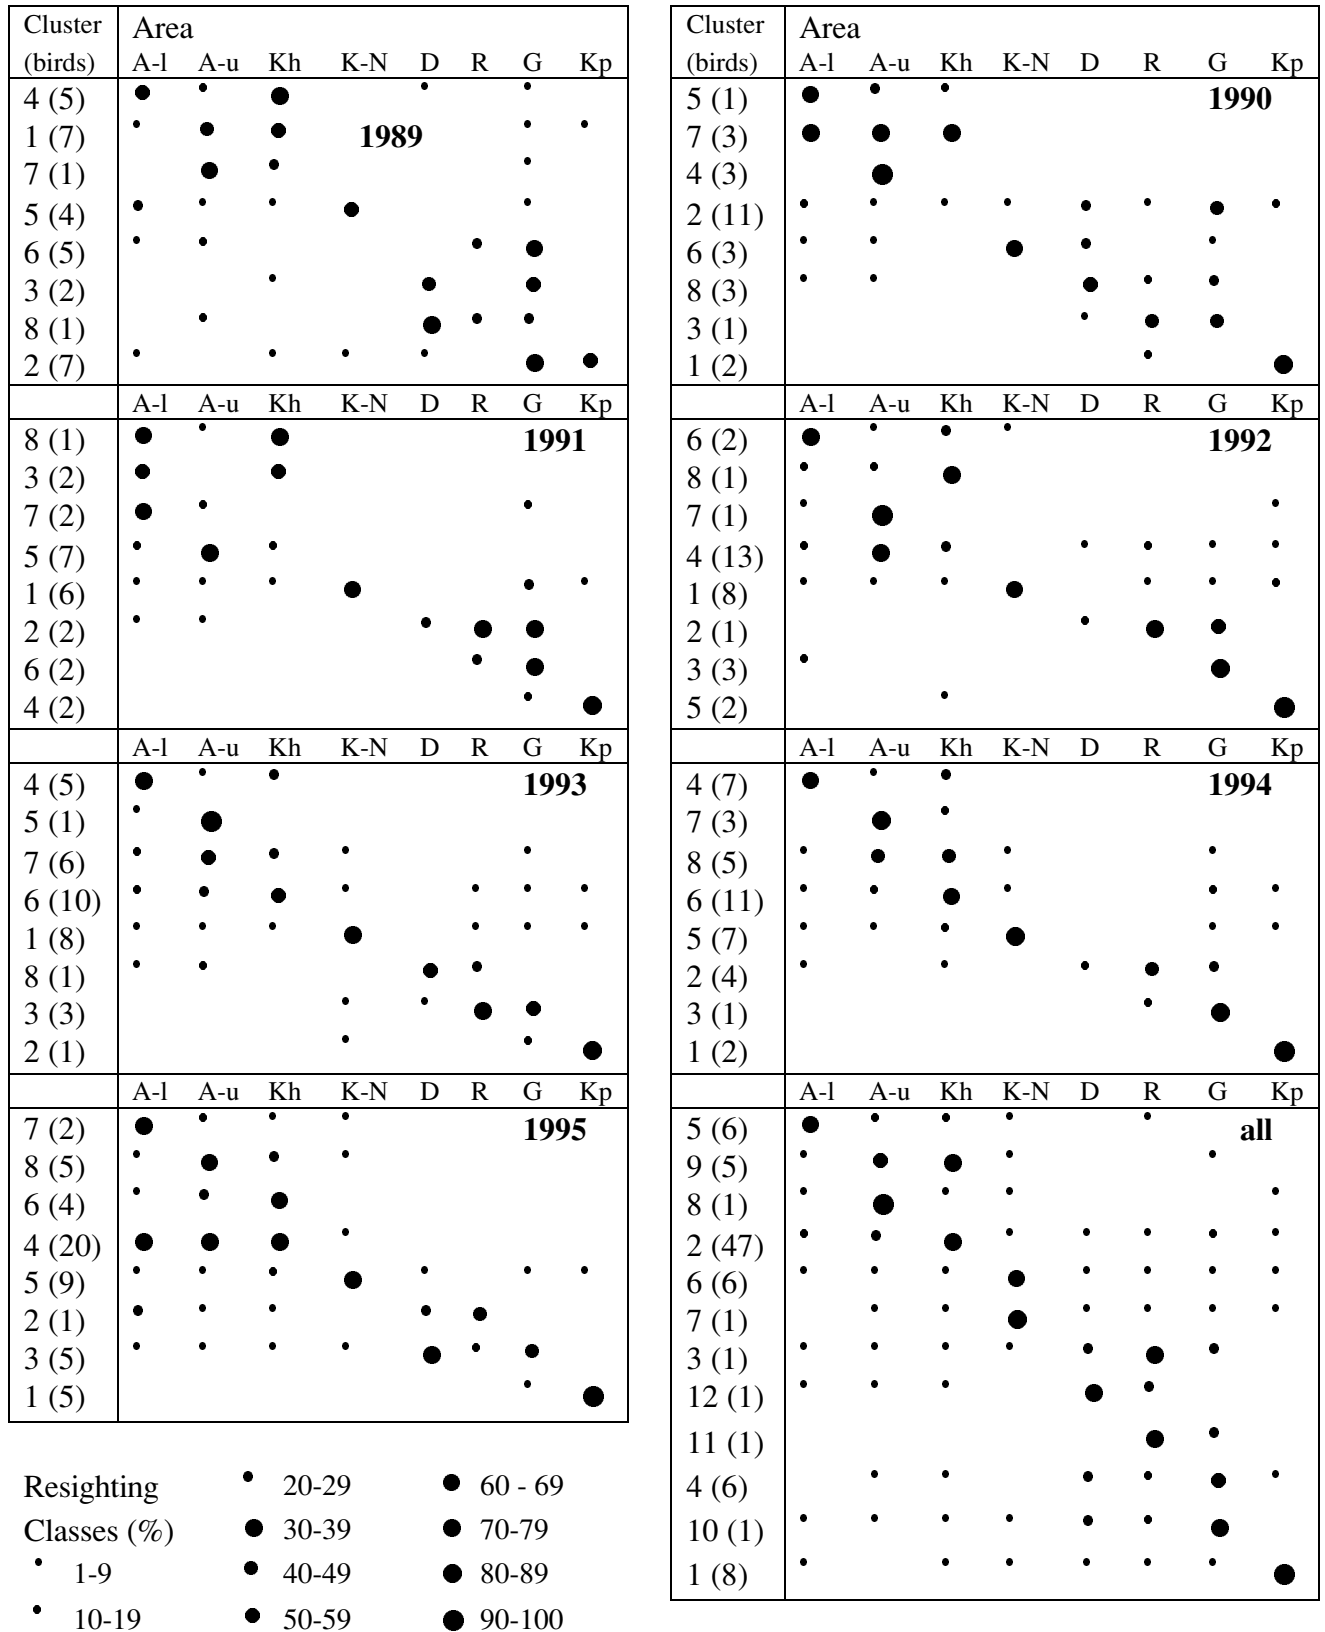 Cluster Area
(birds) A-l A-u Kh K-N D R G Kp
4 (5)
1 (7) 1989
7 (1)
5 (4)
6 (5)
3 (2)
8 (1)
2 (7)
A-l A-u Kh K-N D R G Kp
8 (1) 1991
3 (2)
7 (2)
5 (7)
1 (6)
2 (2)
6 (2)
4 (2)
A-l A-u Kh K-N D R G Kp
4 (5) 1993
5 (1)
7 (6)
6 (10)
1 (8)
8 (1)
3 (3)
2 (1)
A-l A-u Kh K-N D R G Kp
7 (2) 1995
8 (5)
6 (4)
4 (20)
5 (9)
2 (1)
3 (5)
1 (5)
Cluster Area
(birds) A-l A-u Kh K-N D R G Kp
5 (1) 1990
7 (3)
4 (3)
2 (11)
6 (3)
8 (3)
3 (1)
1 (2)
A-l A-u Kh K-N D R G Kp
6 (2) 1992
8 (1)
7 (1)
4 (13)
1 (8)
2 (1)
3 (3)
5 (2)
A-l A-u Kh K-N D R G Kp
4 (7) 1994
7 (3)
8 (5)
6 (11)
5 (7)
2 (4)
3 (1)
1 (2)
A-l A-u Kh K-N D R G Kp
5 (6) all
9 (5)
8 (1)
2 (47)
6 (6)
7 (1)
3 (1)
12 (1)
11 (1)
4 (6)
10 (1)
1 (8)
Resighting 20-29 60 - 69
Classes (%) 30-39 70-79
1-9 40-49 80-89
10-19 50-59 90-100